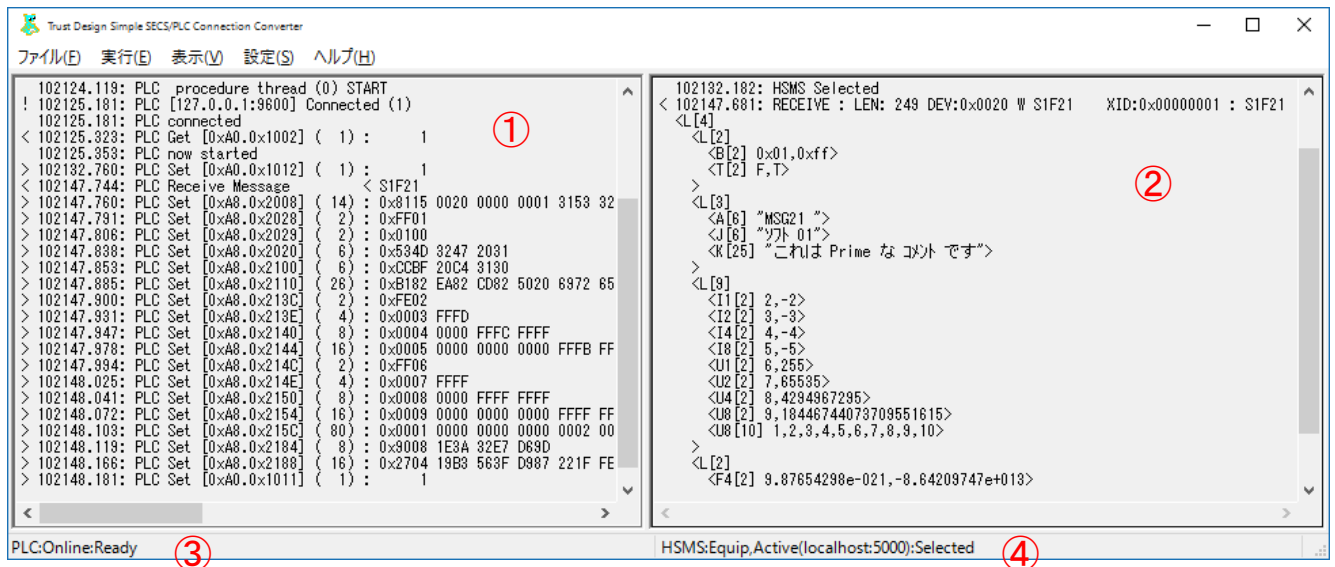 Trust Design Simple SECS/PLC Connection Converter
ファイル(F) 実行(E) 表示(V) 設定(S) ヘルプ(H)
102124.119: PLC  procedure thread (0) START
! 102125.181: PLC [127.0.0.1:9600] Connected (1)
102125.181: PLC connected
< 102125.323: PLC Get [0xA0.0x1002] (  1) :      1
102125.353: PLC now started
> 102132.760: PLC Set [0xA0.0x1012] (  1) :      1
< 102147.744: PLC Receive Message        < S1F21
> 102147.760: PLC Set [0xA8.0x2008] ( 14) : 0x8115 0020 0000 0001 3153 32
> 102147.791: PLC Set [0xA8.0x2028] (  2) : 0xFF01
> 102147.806: PLC Set [0xA8.0x2029] (  2) : 0x0100
> 102147.838: PLC Set [0xA8.0x2020] (  6) : 0x534D 3247 2031
> 102147.853: PLC Set [0xA8.0x2100] (  6) : 0xCCBF 20C4 3130
> 102147.885: PLC Set [0xA8.0x2110] ( 26) : 0xB182 EA82 CD82 5020 6972 65
> 102147.900: PLC Set [0xA8.0x213C] (  2) : 0xFE02
> 102147.931: PLC Set [0xA8.0x213E] (  4) : 0x0003 FFFD
> 102147.947: PLC Set [0xA8.0x2140] (  8) : 0x0004 0000 FFFC FFFF
> 102147.978: PLC Set [0xA8.0x2144] ( 16) : 0x0005 0000 0000 0000 FFFB FF
> 102147.994: PLC Set [0xA8.0x214C] (  2) : 0xFF06
> 102148.025: PLC Set [0xA8.0x214E] (  4) : 0x0007 FFFF
> 102148.041: PLC Set [0xA8.0x2150] (  8) : 0x0008 0000 FFFF FFFF
> 102148.072: PLC Set [0xA8.0x2154] ( 16) : 0x0009 0000 0000 0000 FFFF FF
> 102148.103: PLC Set [0xA8.0x215C] ( 80) : 0x0001 0000 0000 0000 0002 00
> 102148.119: PLC Set [0xA8.0x2184] (  8) : 0x9008 1E3A 32E7 D69D
> 102148.166: PLC Set [0xA8.0x2188] ( 16) : 0x2704 19B3 563F D987 221F FE
> 102148.181: PLC Set [0xA0.0x1011] (  1) :      1
①
102132.182: HSMS Selected
< 102147.681: RECEIVE : LEN: 249 DEV:0x0020 W S1F21    XID:0x00000001 : S1F21
<L[4]
<L[2]
<B[2] 0x01,0xff>
<T[2] F,T>
>
<L[3]
<A[6] "MSG21 ">
<J[6] "ｿﾌﾄ 01">
<K[25] "これは Prime な ｺﾒﾝﾄ です">
>
<L[9]
<I1[2] 2,-2>
<I2[2] 3,-3>
<I4[2] 4,-4>
<I8[2] 5,-5>
<U1[2] 6,255>
<U2[2] 7,65535>
<U4[2] 8,4294967295>
<U8[2] 9,18446744073709551615>
<U8[10] 1,2,3,4,5,6,7,8,9,10>
>
<L[2]
<F4[2] 9.87654298e-021,-8.64209747e+013>
②
PLC:Online:Ready
③
HSMS:Equip,Active(localhost:5000):Selected
④